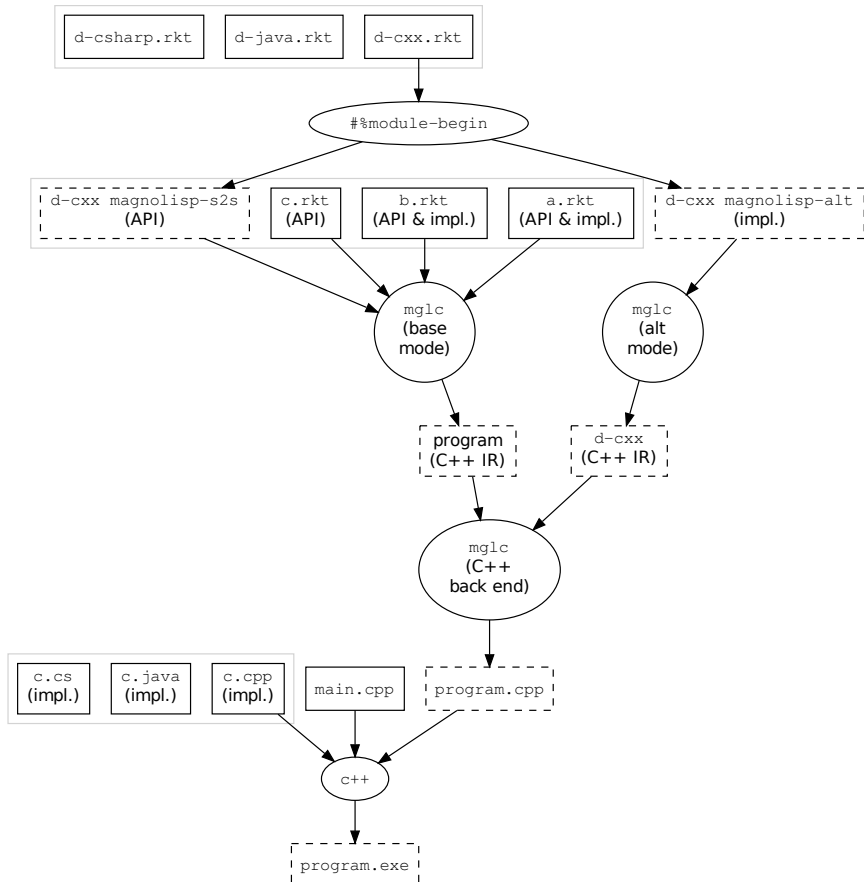 d-csharp.rkt
d-java.rkt
d-cxx.rkt
#%module-begin
d-cxx magnolisp-s2s
(API)
c.rkt
(API)
b.rkt
(API & impl.)
a.rkt
(API & impl.)
d-cxx magnolisp-alt
(impl.)
mglc
(base
mode)
mglc
(alt
mode)
program
(C++ IR)
d-cxx
(C++ IR)
mglc
(C++
back end)
c.cs
(impl.)
c.java
(impl.)
c.cpp
(impl.)
main.cpp
program.cpp
c++
program.exe